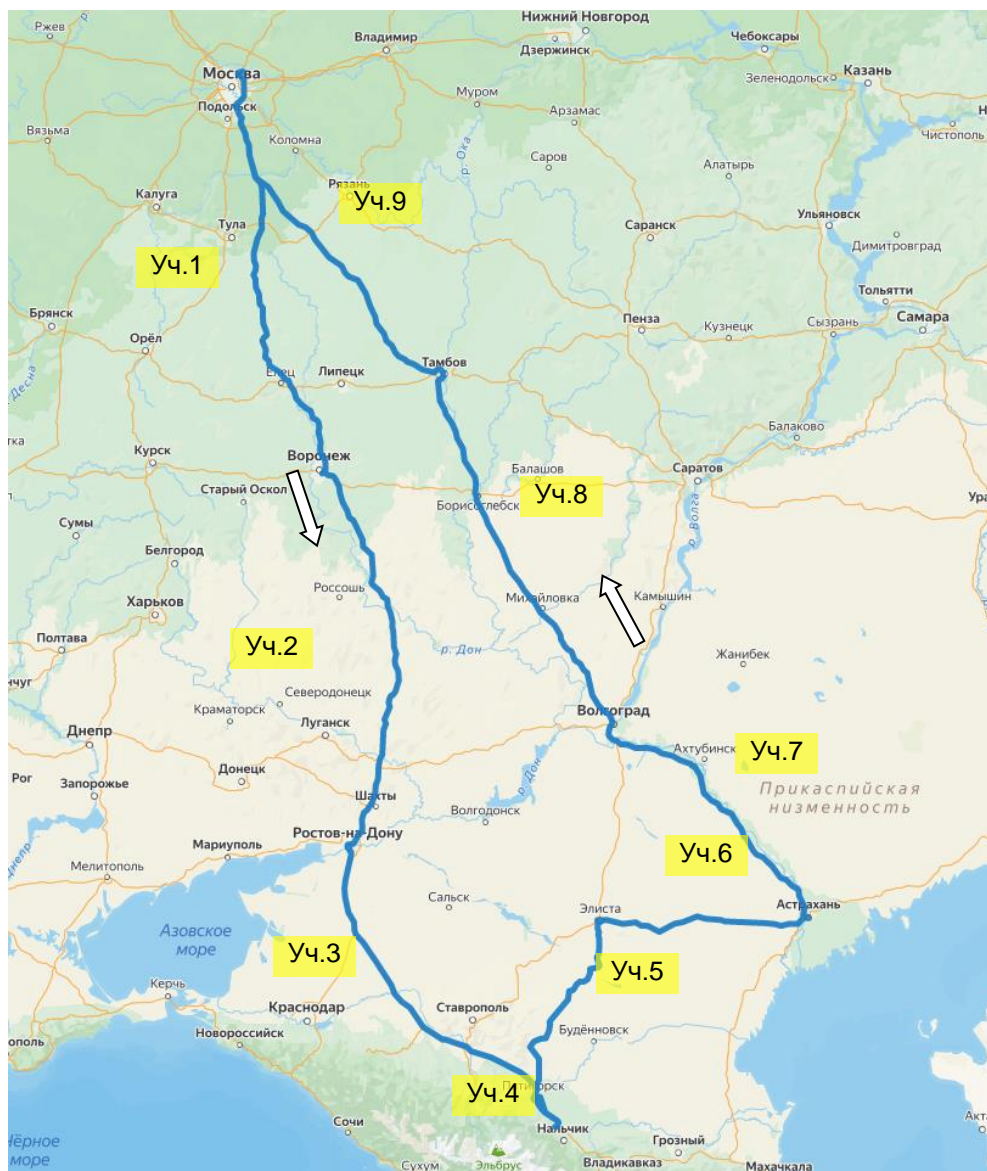 Нижний Новгород
Ржев
Владимир
Дзержинск
Чебоксары
Зеленодольск
Казань
Москва
Подольск
Муром
Арзамас
Чистополь
Вязьма
Коломна
р. Ока
Саров
Алатырь
Калуга
Рязань
Уч.9
Ульяновск
Тула
Саранск
Димитровград
Уч.1
Тольятти
Брянск
Самара
Орёл
Пенза
Кузнецк
Сызрань
Тамбов
Елец
Липецк
р. Десна
Балаково
Курск
Воронеж
Балашов
Саратов
Старый Оскол
Борисоглебск
Уч.8
Сумы
р. Волга
Белгород
Россошь
Михайловка
Камышин
Харьков
Полтава
Уч.2
р. Дон
Жанибек
Северодонецк
Краматорск
Волгоград
Луганск
Днепр
Ахтубинск
Уч.7
Рог
Донецк
Запорожье
Прикаспийская
низменность
Шахты
р. Дон
Волгодонск
Ростов-на-Дону
Мариуполь
Уч.6
Мелитополь
Сальск
Элиста
Астрахань
Азовское
море
Уч.3
Уч.5
Керчь
Краснодар
Ставрополь
Новороссийск
Будённовск
Пятигорск
Уч.4
Сочи
Нальчик
Грозный
Чёрное
море
Эльбрус
Сухум
Владикавказ
Махачкала